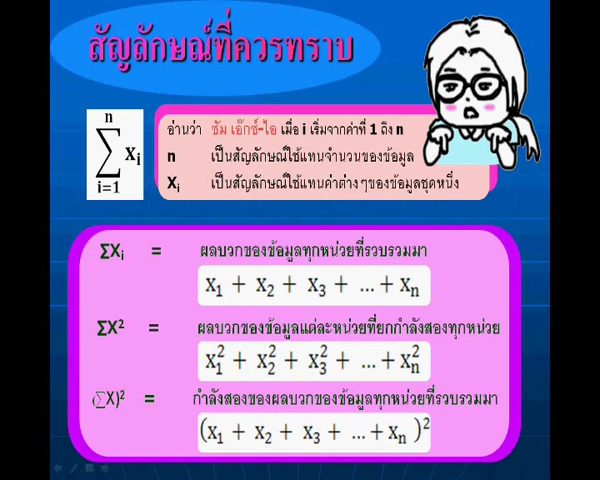 สัญลักษณ์ที่ควรทราบ
n
∑ xᵢ
i=1
อ่านว่า ซัม เอ๊กซ์-ไอ เมื่อ i เริ่มจากค่าที่ 1 ถึง n
n เป็นสัญลักษณ์ใช้แทนจำนวนของข้อมูล
Xᵢ เป็นสัญลักษณ์ใช้แทนค่าต่างๆของข้อมูลชุดหนึ่ง
∑Xᵢ = ผลบวกของข้อมูลทุกหน่วยที่รวบรวมมา
x₁ + x₂ + x₃ + ... + xₙ
∑X² = ผลบวกของข้อมูลแต่ละหน่วยที่ยกกำลังสองทุกหน่วย
x₁² + x₂² + x₃² + ... + xₙ²
(∑X)² = กำลังสองของผลบวกของข้อมูลทุกหน่วยที่รวบรวมมา
(x₁ + x₂ + x₃ + ... + xₙ )²